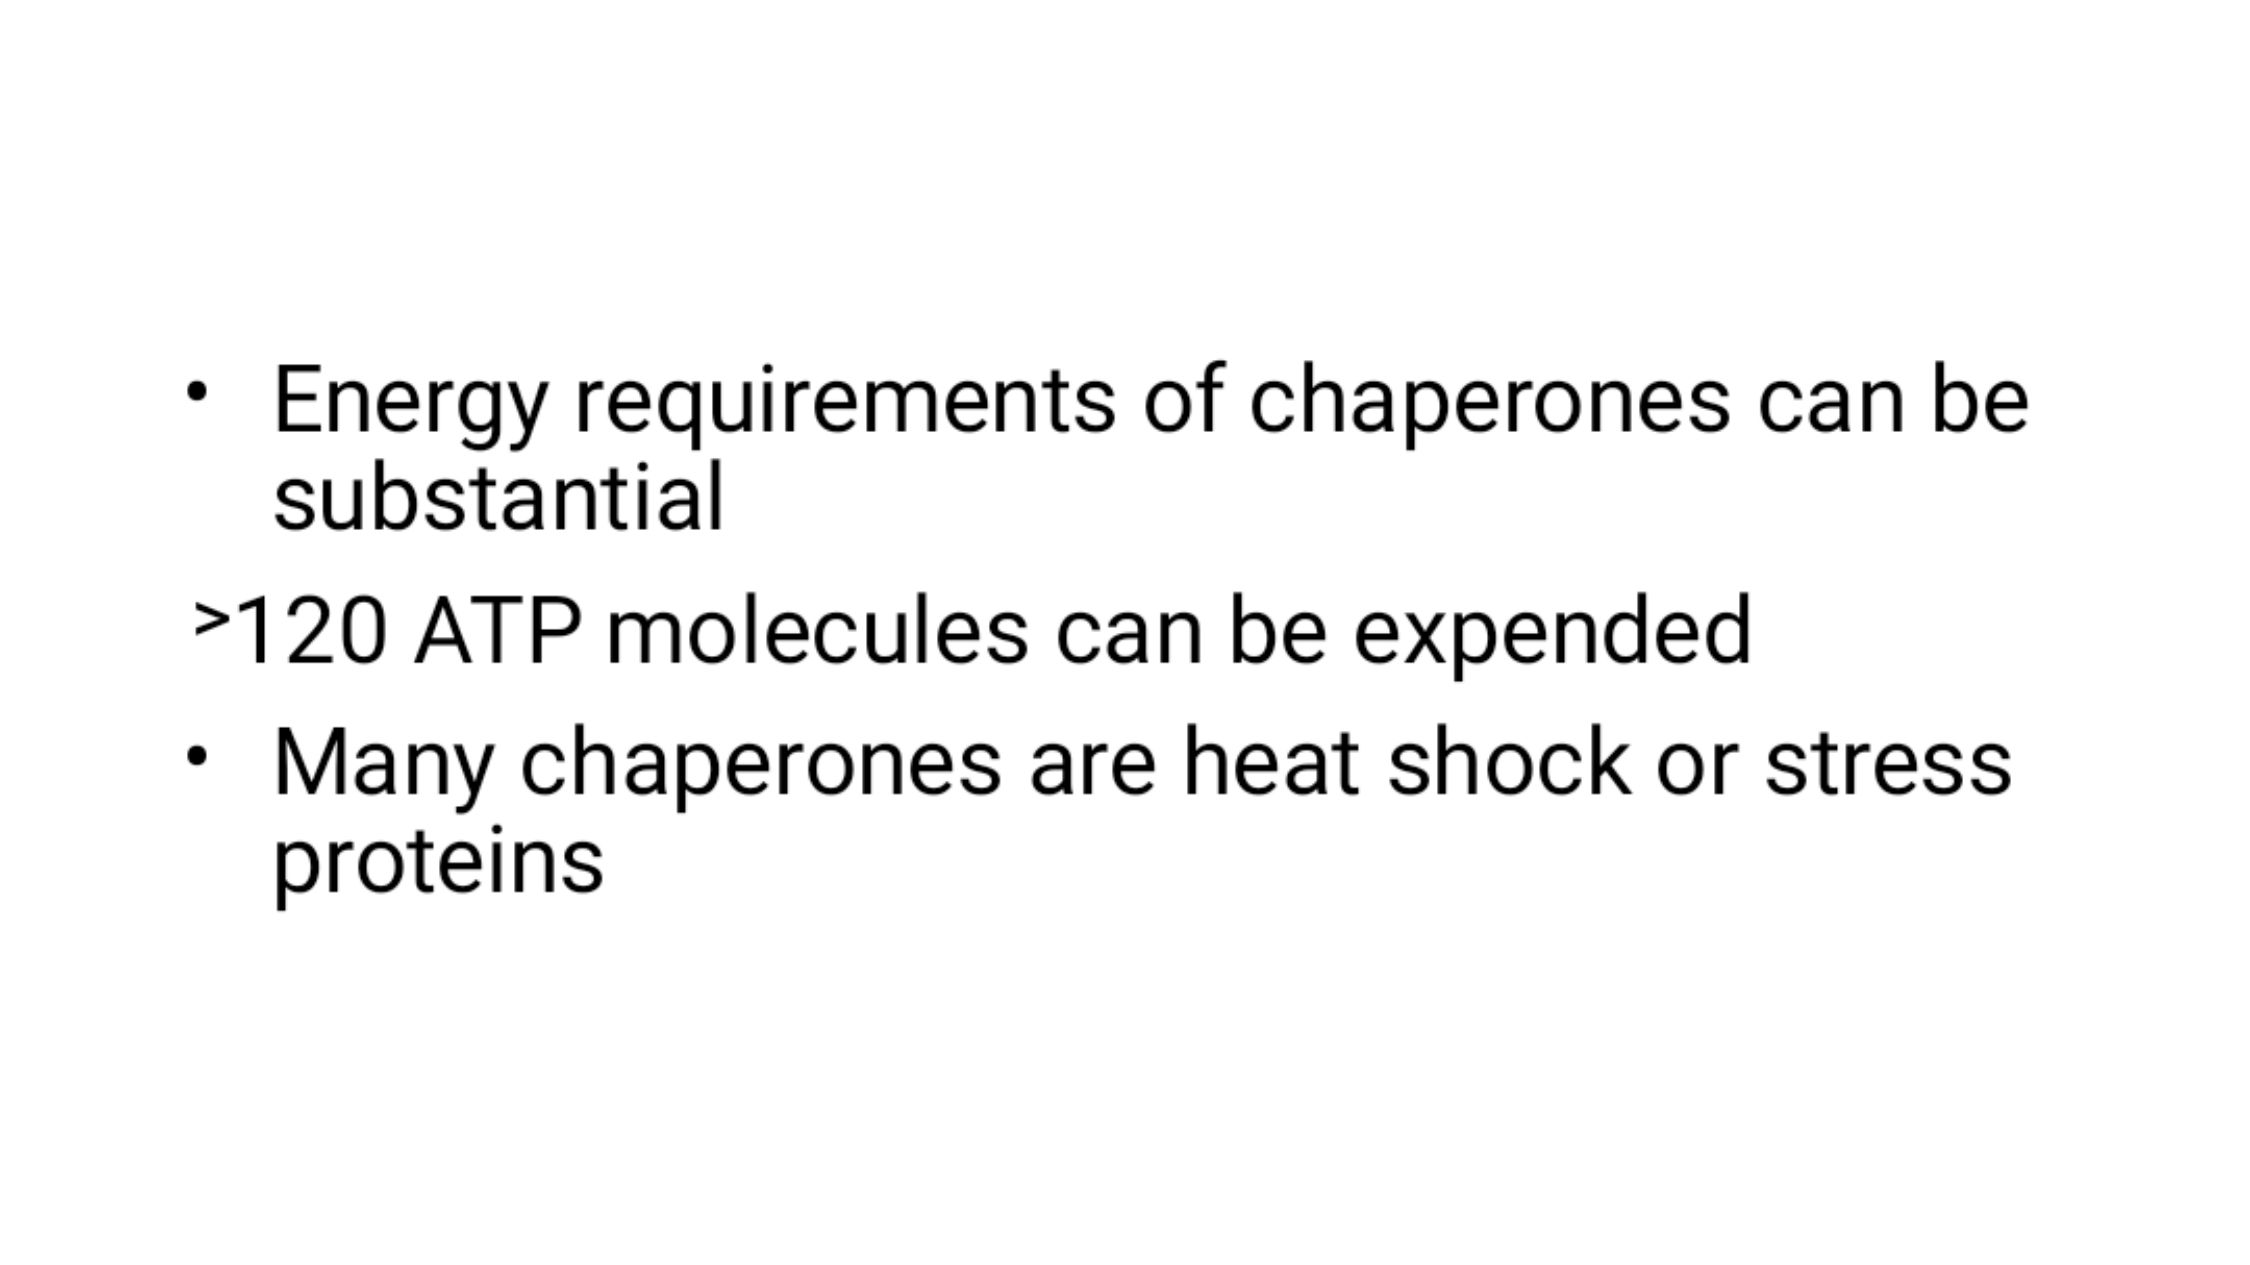 • Energy requirements of chaperones can be
substantial
>120 ATP molecules can be expended
• Many chaperones are heat shock or stress
proteins